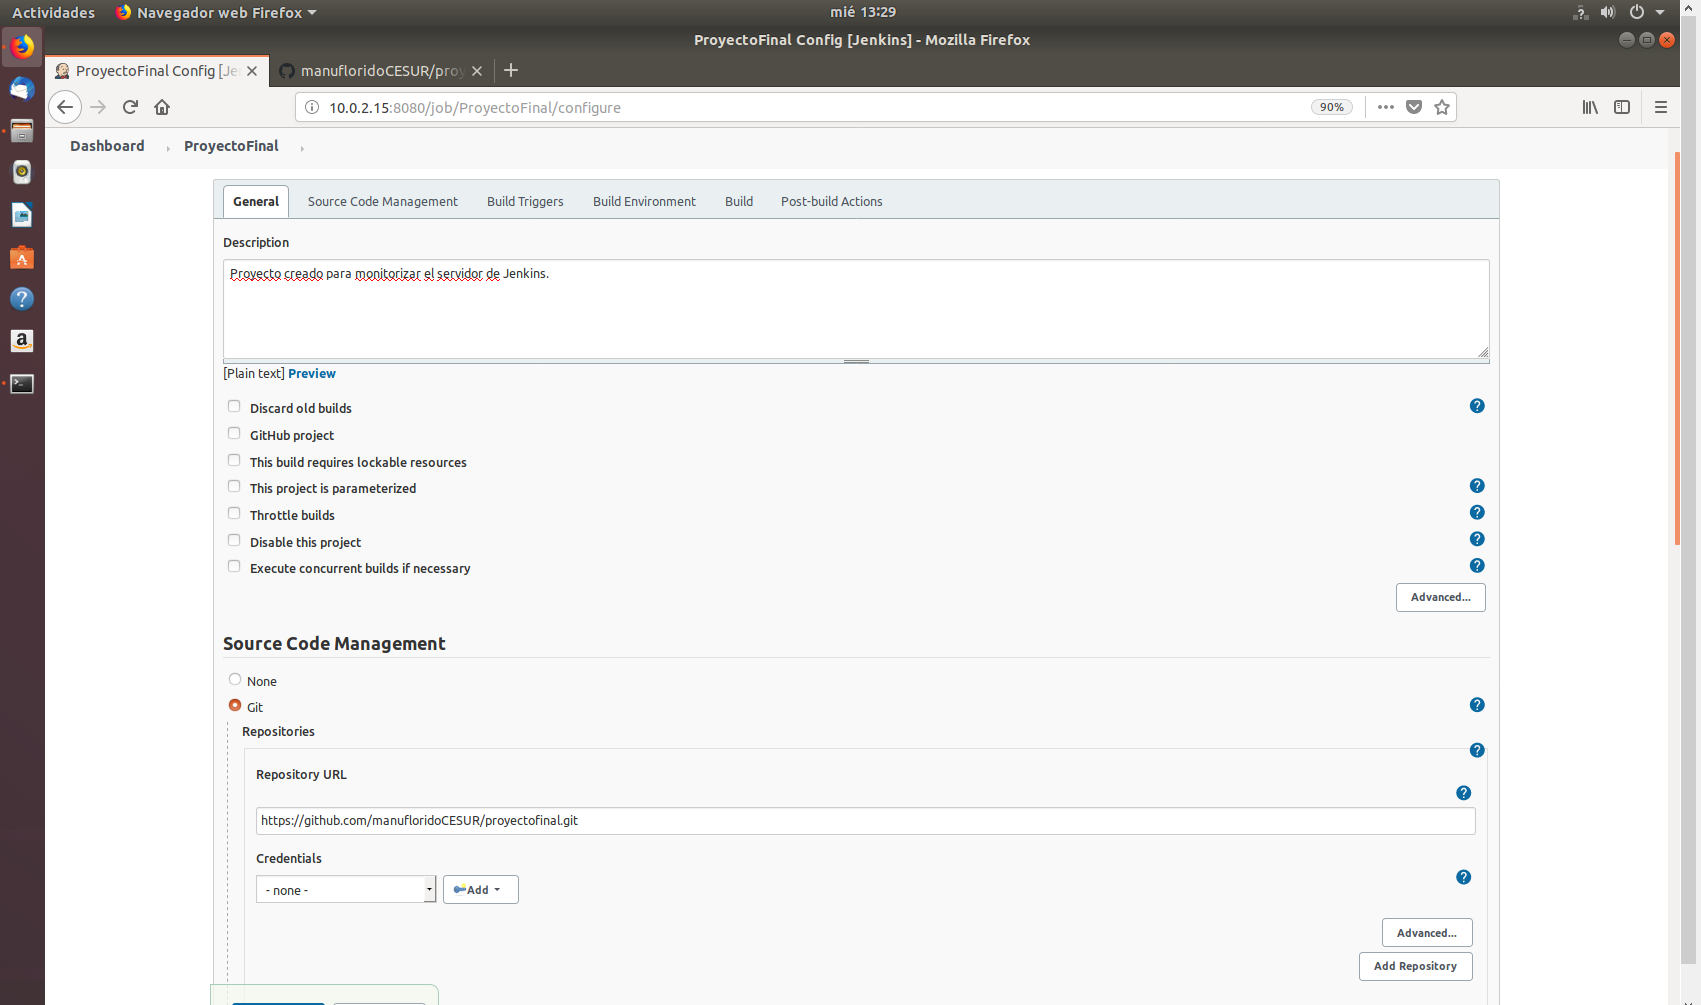 Actividades
Navegador web Firefox
mié 13:29
ProyectoFinal Config [Jenkins] - Mozilla Firefox
ProyectoFinal Config [Je
manufloridoCESUR/proy
10.0.2.15:8080/job/ProyectoFinal/configure
90%
Dashboard
ProyectoFinal
General
Source Code Management
Build Triggers
Build Environment
Build
Post-build Actions
Description
Proyecto creado para monitorizar el servidor de Jenkins.
[Plain text] Preview
Discard old builds
GitHub project
This build requires lockable resources
This project is parameterized
Throttle builds
Disable this project
Execute concurrent builds if necessary
Advanced...
Source Code Management
None
Git
Repositories
Repository URL
https://github.com/manufloridoCESUR/proyectofinal.git
Credentials
- none -
Add
Advanced...
Add Repository